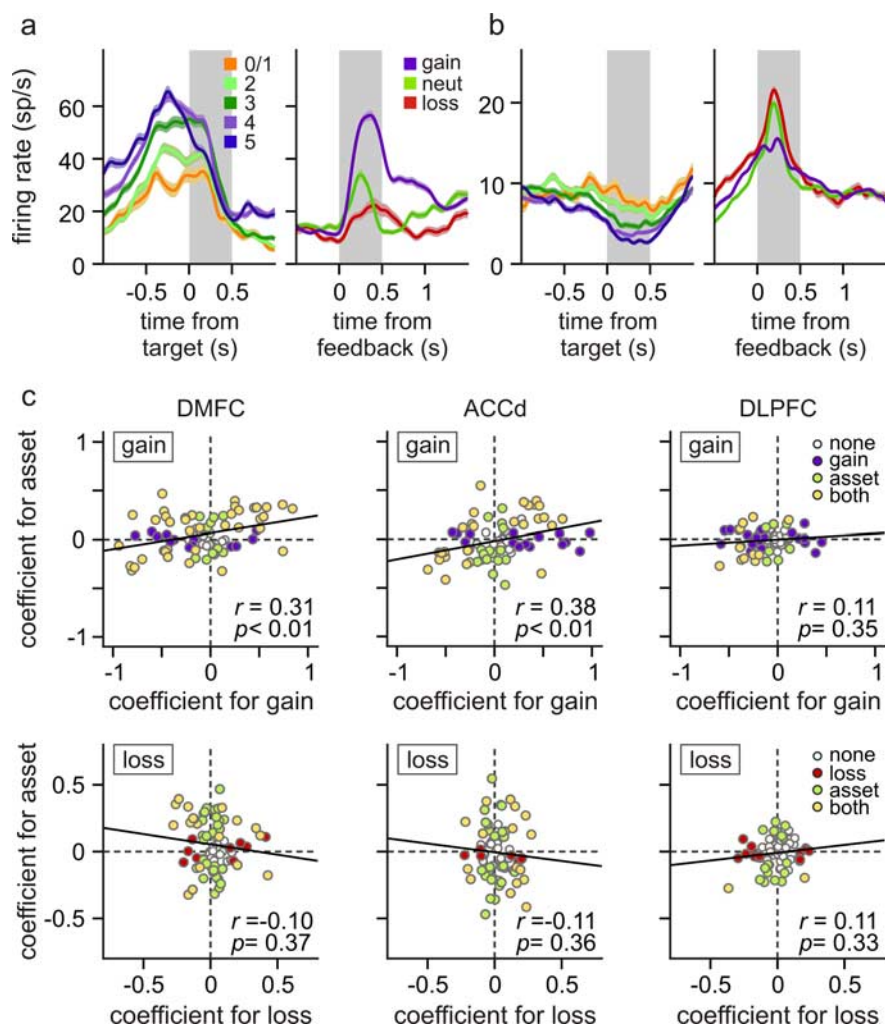 a
b
firing rate (sp/s)
60
40
20
0
0/1
2
3
4
5
gain
neut
loss
20
10
0
gain
neut
loss
-0.5 0 0.5
time from
target (s)
0 0.5 1
time from
feedback (s)
-0.5 0 0.5
time from
target (s)
0 0.5 1
time from
feedback (s)
c
DMFC
ACCd
DLPFC
coefficient for asset
1
0
-1
gain
r = 0.31
p< 0.01
-1 0 1
coefficient for gain
gain
r = 0.38
p< 0.01
-1 0 1
coefficient for gain
gain
none
gain
asset
both
r = 0.11
p= 0.35
-1 0 1
coefficient for gain
coefficient for asset
0.5
0
-0.5
loss
r =-0.10
p= 0.37
-0.5 0 0.5
coefficient for loss
loss
r =-0.11
p= 0.36
-0.5 0 0.5
coefficient for loss
loss
none
loss
asset
both
r = 0.11
p= 0.33
-0.5 0 0.5
coefficient for loss